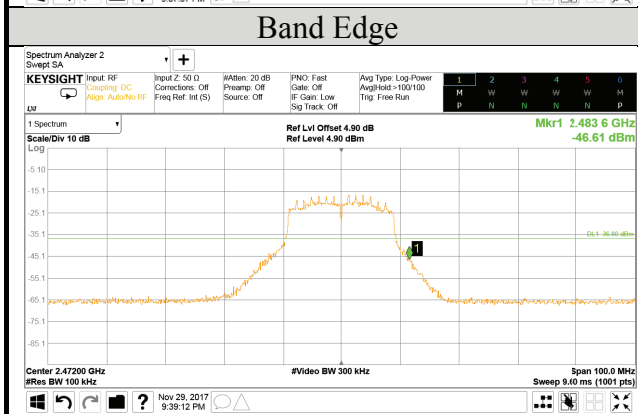 Band Edge
Spectrum Analyzer 2
Swept SA
+
KEYSIGHT Input: RF Input Z: 50 Ω #Atten: 20 dB PNO: Fast Avg Type: Log-Power 1 2 3 4 5 6
Coupling: DC Corrections: Off Preamp: Off Gate: Off Avg|Hold:>100/100 M W W W W M
Align: Auto/No RF Freq Ref: Int (S) Source: Off IF Gain: Low Trig: Free Run P N N N N P
LXI Sig Track: Off
1 Spectrum Ref Lvl Offset 4.90 dB Mkr1 2.483 6 GHz
Scale/Div 10 dB Ref Level 4.90 dBm -46.61 dBm
Log
-5.10
-15.1
-25.1
-35.1 DL1 -36.80 dBm
1
-45.1
-55.1
-65.1
-75.1
-85.1
Center 2.47200 GHz #Video BW 300 kHz Span 100.0 MHz
#Res BW 100 kHz Sweep 9.60 ms (1001 pts)
? Nov 29, 2017
9:39:12 PM